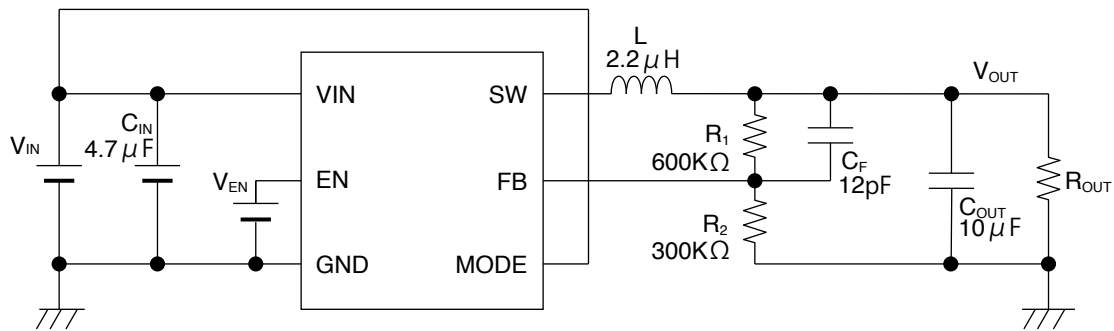 L
2.2μH
VOUT
VIN
SW
CIN
4.7μF
VIN
R1
600KΩ
CF
12pF
VEN
EN
FB
ROUT
COUT
10μF
R2
300KΩ
GND
MODE